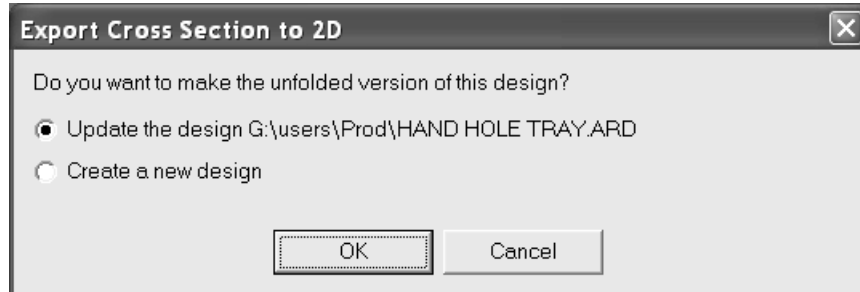 Export Cross Section to 2D
Do you want to make the unfolded version of this design?
Update the design G:\users\Prod\HAND HOLE TRAY.ARD
Create a new design
OK Cancel